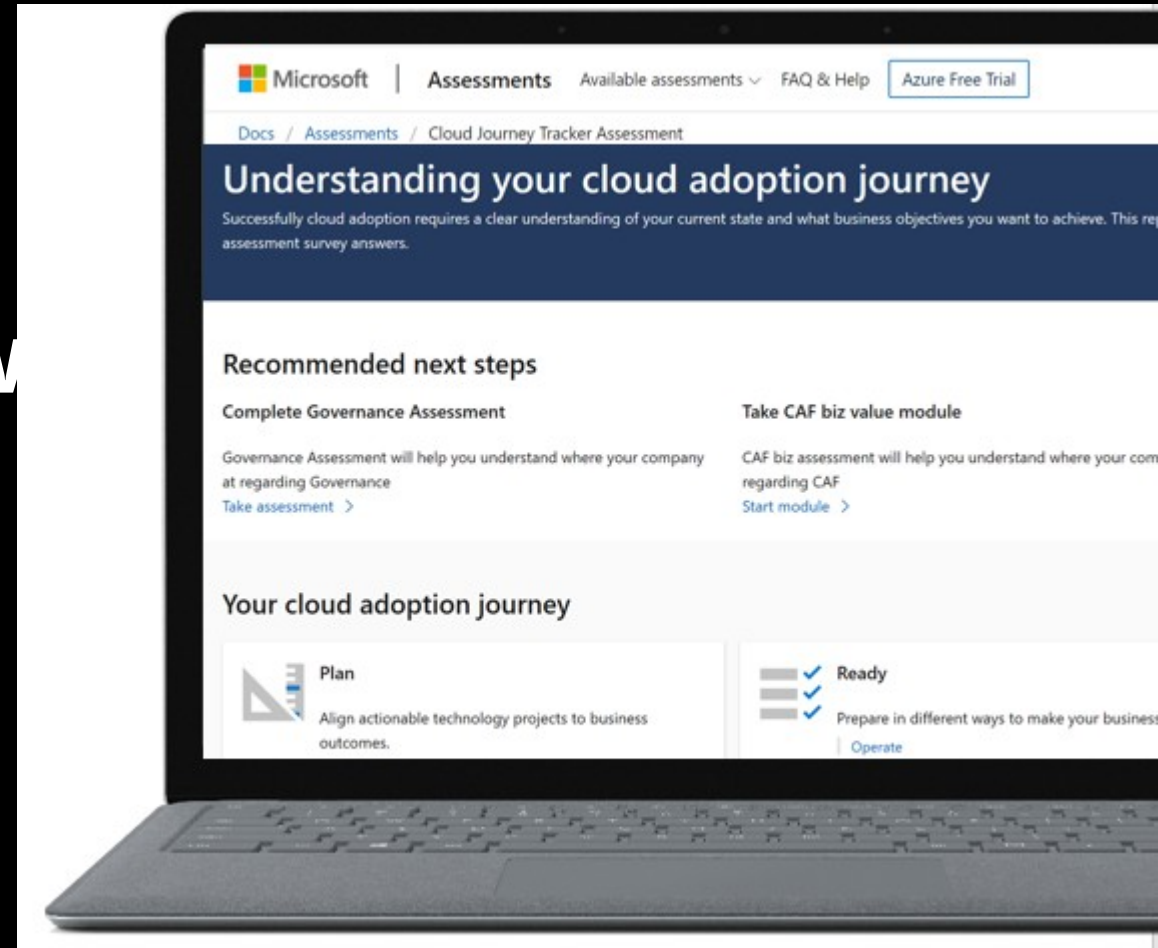 Microsoft | Assessments Available assessments FAQ & Help Azure Free Trial
Docs / Assessments / Cloud Journey Tracker Assessment
Understanding your cloud adoption journey
Successfully cloud adoption requires a clear understanding of your current state and what business objectives you want to achieve. This
assessment survey answers.
Recommended next steps
Complete Governance Assessment
Governance Assessment will help you understand where your company
at regarding Governance
Take assessment >
Take CAF biz value module
CAF biz assessment will help you understand where your com
regarding CAF
Start module >
Your cloud adoption journey
Plan
Align actionable technology projects to business
outcomes.
Ready
Prepare in different ways to make your business
Operate